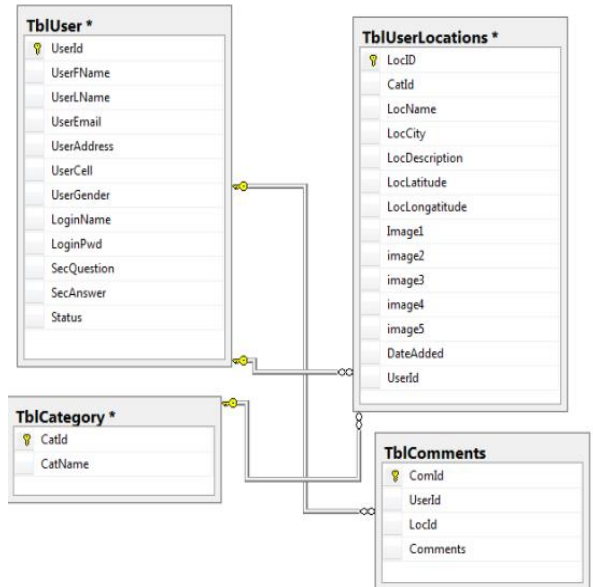 TblUser *
UserId
UserFName
UserLName
UserEmail
UserAddress
UserCell
UserGender
LoginName
LoginPwd
SecQuestion
SecAnswer
Status
TblUserLocations *
LocID
CatId
LocName
LocCity
LocDescription
LocLatitude
LocLongatitude
Image1
image2
image3
image4
image5
DateAdded
UserId
TblCategory *
CatId
CatName
TblComments
ComId
UserId
LocId
Comments